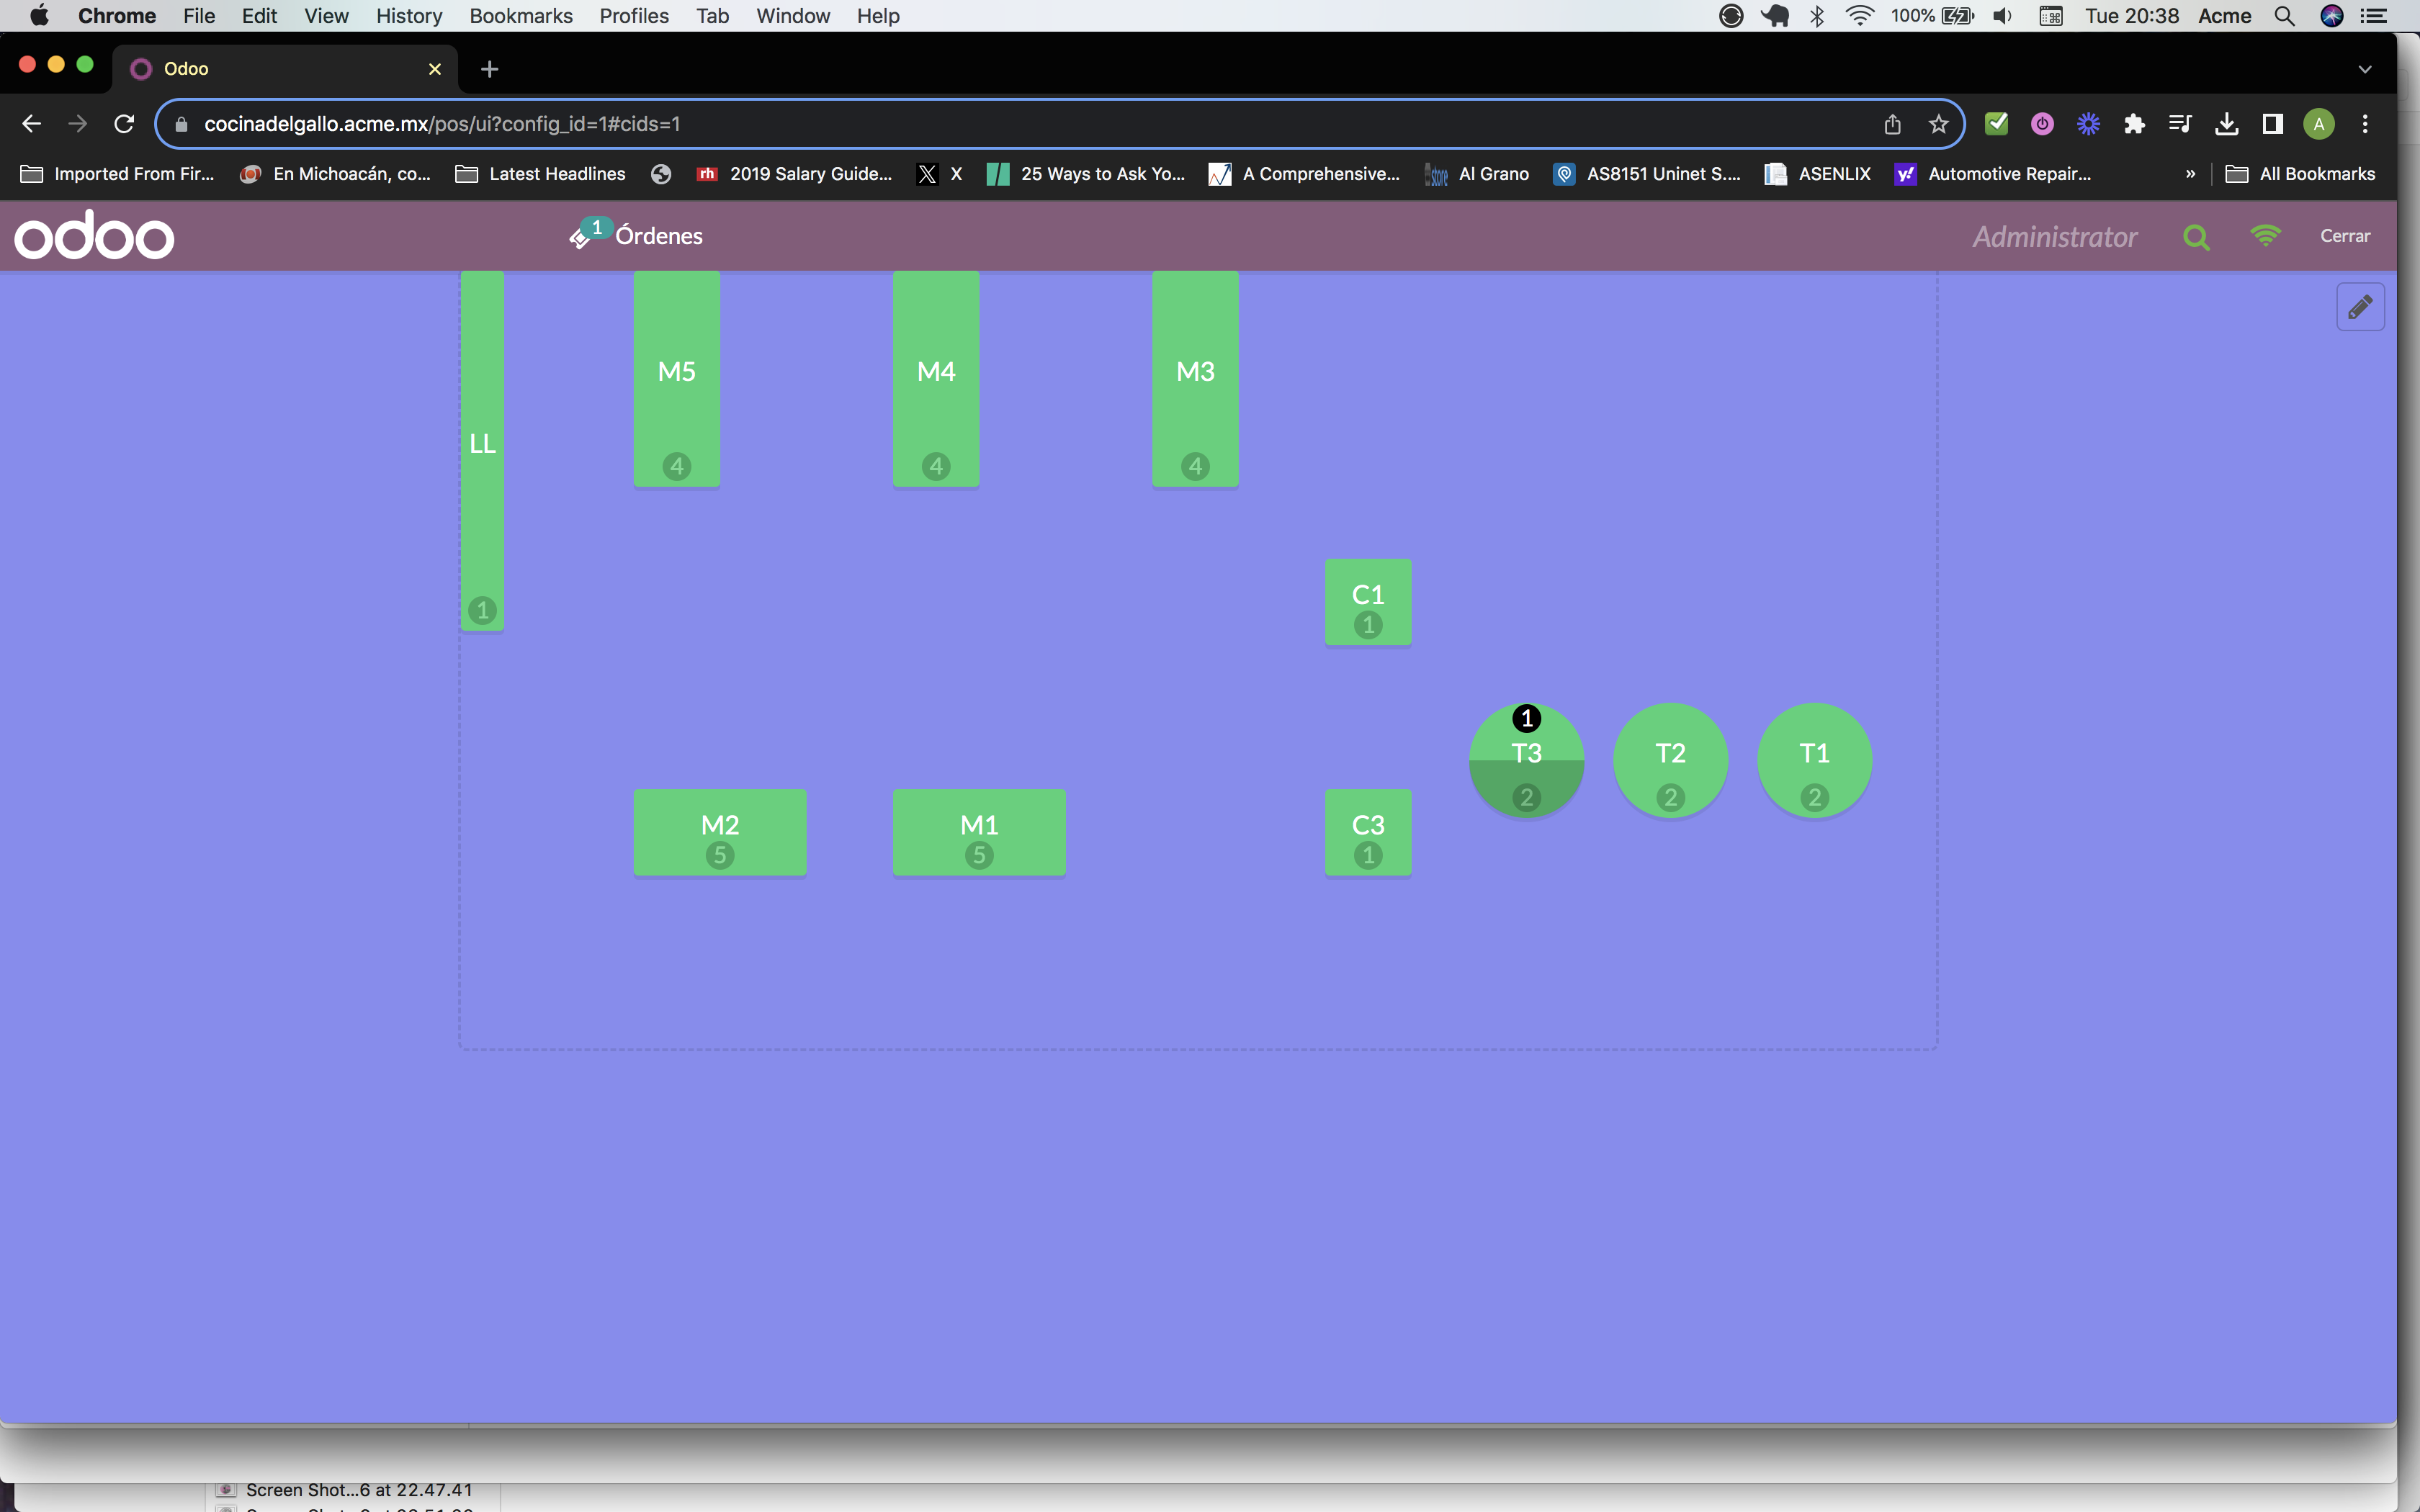 Chrome File Edit View History Bookmarks Profiles Tab Window Help 100% Tue 20:38 Acme
Odoo
cocinadelgallo.acme.mx/pos/ui?config_id=1#cids=1 A
Imported From Fir... En Michoacán, co... Latest Headlines rh 2019 Salary Guide... X 25 Ways to Ask Yo... A Comprehensive... store Al Grano AS8151 Uninet S.... ASENLIX y! Automotive Repair... » All Bookmarks
odoo 1 Órdenes Administrator Cerrar
M5 M4 M3
LL
4 4 4
C1
1 1
1
T3 T2 T1
2 2 2
M2 M1 C3
5 5 1
Screen Shot...6 at 22.47.41